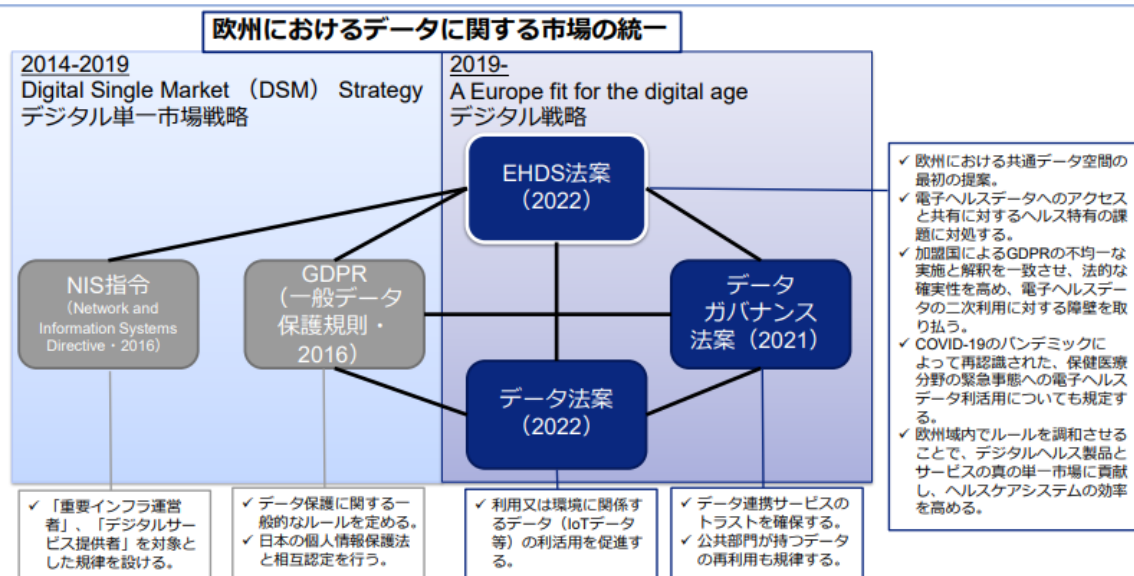 欧州におけるデータに関する市場の統一
2014-2019
Digital Single Market （DSM） Strategy
デジタル単一市場戦略
2019-
A Europe fit for the digital age
デジタル戦略
EHDS法案
（2022）
NIS指令
（Network and
Information Systems
Directive・2016）
GDPR
（一般データ
保護規則・
2016）
データ
ガバナンス
法案（2021）
データ法案
（2022）
✓ 「重要インフラ運営
者」、「デジタルサー
ビス提供者」を対象と
した規律を設ける。
✓ データ保護に関する一
般的なルールを定める。
✓ 日本の個人情報保護法
と相互認定を行う。
✓ 利用又は環境に関係す
るデータ（IoTデータ
等）の利活用を促進す
る。
✓ データ連携サービスの
トラストを確保する。
✓ 公共部門が持つデータ
の再利用も規律する。
✓ 欧州における共通データ空間の
最初の提案。
✓ 電子ヘルスデータへのアクセス
と共有に対するヘルス特有の課
題に対処する。
✓ 加盟国によるGDPRの不均一な
実施と解釈を一致させ、法的な
確実性を高め、電子ヘルスデー
タの二次利用に対する障壁を取
り払う。
✓ COVID-19のパンデミックに
よって再認識された、保健医療
分野の緊急事態への電子ヘルス
データ利活用についても規定す
る。
✓ 欧州域内でルールを調和させる
ことで、デジタルヘルス製品と
サービスの真の単一市場に貢献
し、ヘルスケアシステムの効率
を高める。